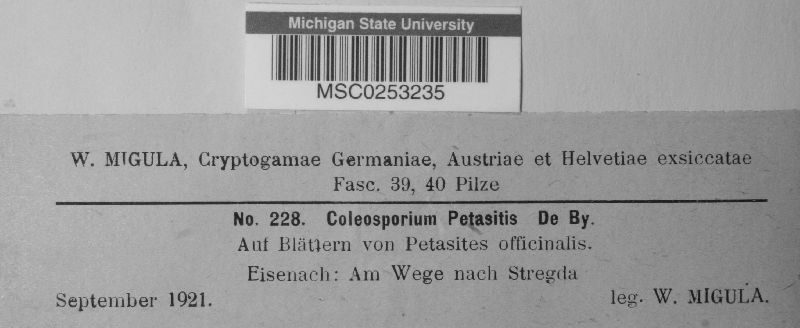 Michigan State University
MSC0253235
W. MIGULA, Cryptogamae Germaniae, Austriae et Helvetiae exsiccatae
Fasc. 39, 40 Pilze
No. 228. Coleosporium Petasitis De By.
Auf Blättern von Petasites officinalis.
Eisenach: Am Wege nach Stregda
September 1921. leg. W. MIGULA.